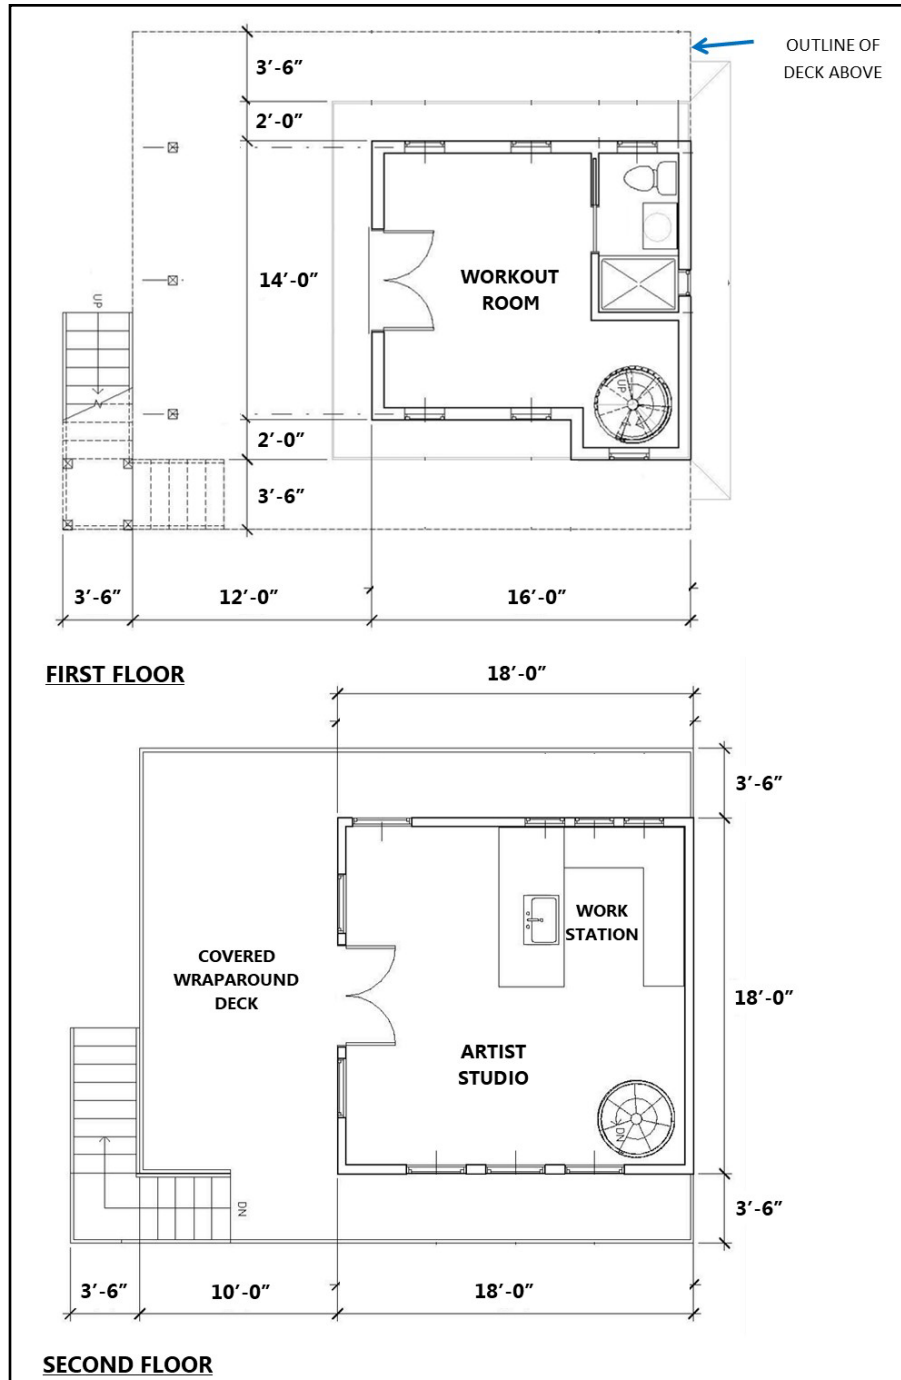 OUTLINE OF
DECK ABOVE
3'-6"
2'-0"
14'-0"
WORKOUT
ROOM
UP
UP
2'-0"
3'-6"
3'-6"
12'-0"
16'-0"
FIRST FLOOR
18'-0"
3'-6"
WORK
STATION
COVERED
WRAPAROUND
DECK
18'-0"
ARTIST
STUDIO
DN
DN
3'-6"
3'-6"
10'-0"
18'-0"
SECOND FLOOR